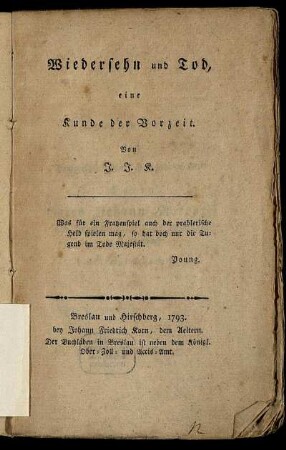 Wiedersehn und Tod,
eine
Kunde der Vorzeit.
Von
J. J. K.
Was für ein Fratzenspiel auch der prahlerische
Held spielen mag, so hat doch nur die Tu-
gend im Tode Majestät.
Young.
Breslau und Hirschberg, 1793.
bey Johann Friedrich Korn, dem Aeltern.
Der Buchladen in Breslau ist neben dem Königl.
Ober-Zoll- und Accis-Amt.